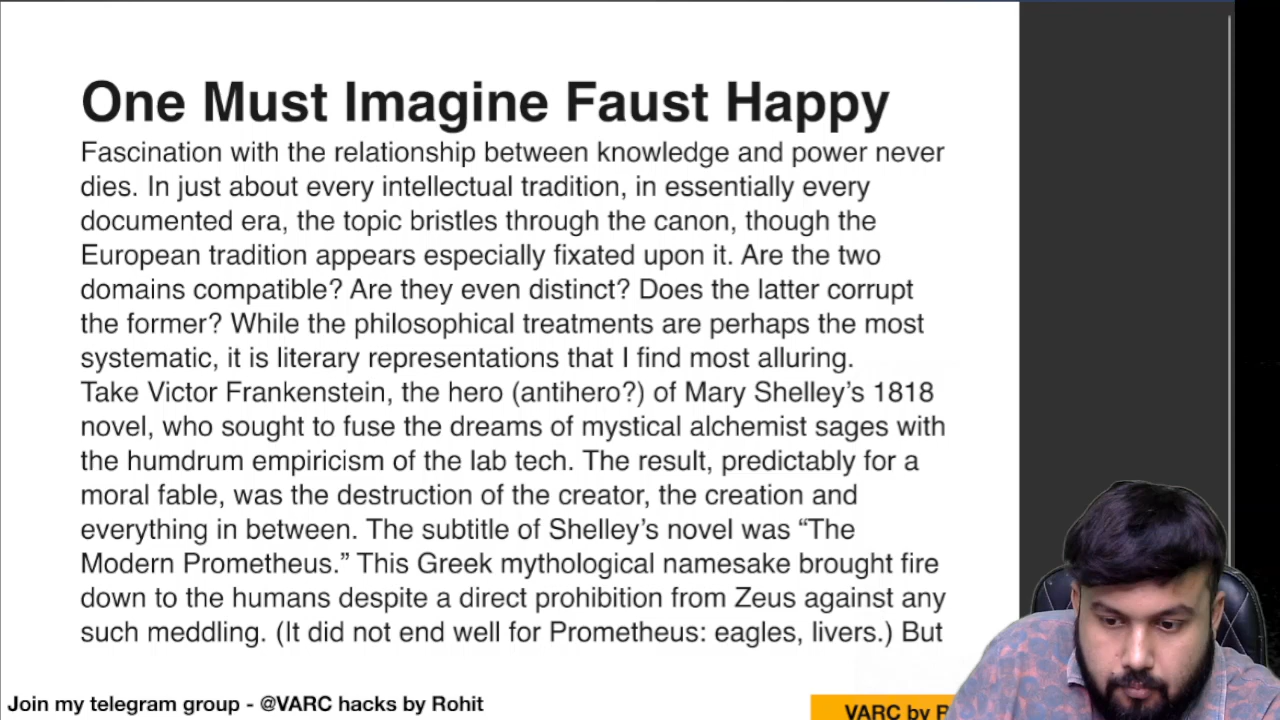 One Must Imagine Faust Happy
Fascination with the relationship between knowledge and power never
dies. In just about every intellectual tradition, in essentially every
documented era, the topic bristles through the canon, though the
European tradition appears especially fixated upon it. Are the two
domains compatible? Are they even distinct? Does the latter corrupt
the former? While the philosophical treatments are perhaps the most
systematic, it is literary representations that I find most alluring.
Take Victor Frankenstein, the hero (antihero?) of Mary Shelley’s 1818
novel, who sought to fuse the dreams of mystical alchemist sages with
the humdrum empiricism of the lab tech. The result, predictably for a
moral fable, was the destruction of the creator, the creation and
everything in between. The subtitle of Shelley’s novel was “The
Modern Prometheus.” This Greek mythological namesake brought fire
down to the humans despite a direct prohibition from Zeus against any
such meddling. (It did not end well for Prometheus: eagles, livers.) But
Join my telegram group - @VARC hacks by Rohit
VARC by